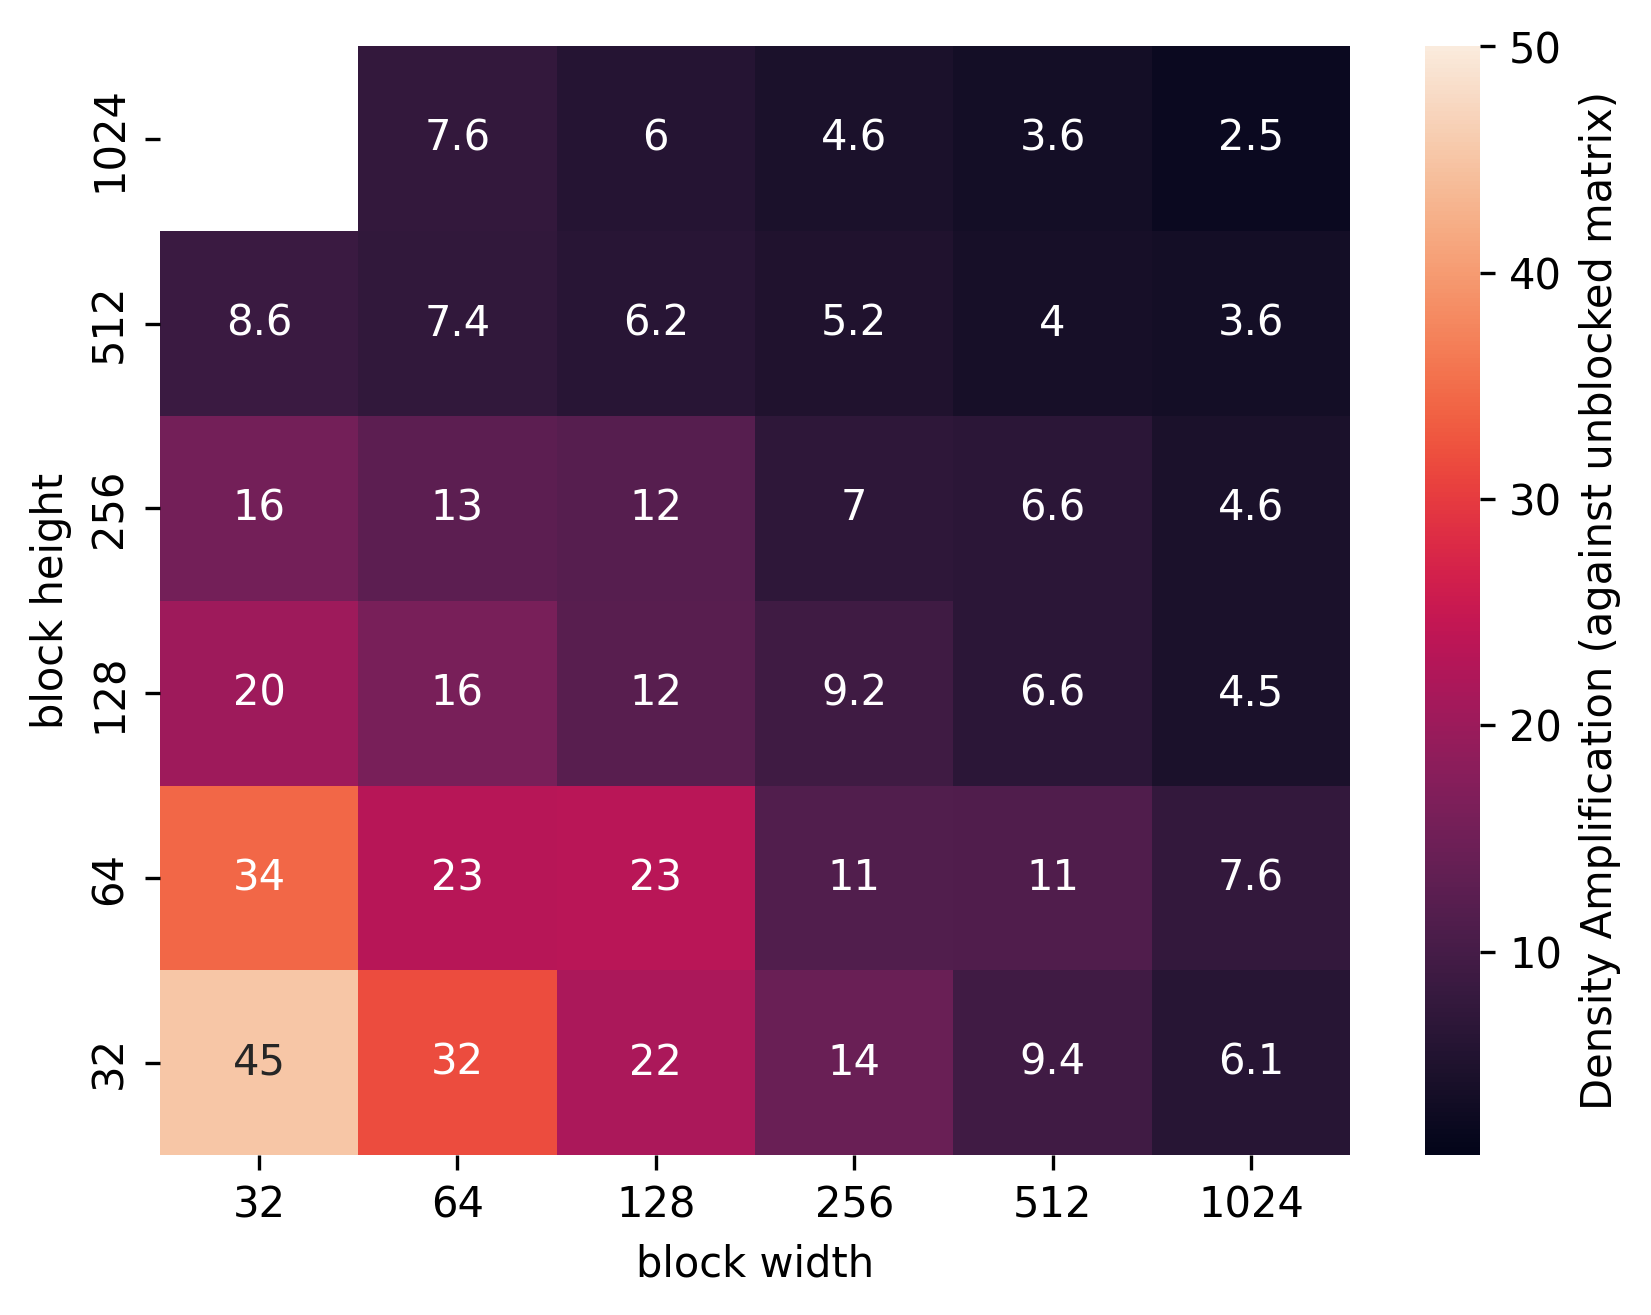 1024 7.6 6 4.6 3.6 2.5
512 8.6 7.4 6.2 5.2 4 3.6
256 16 13 12 7 6.6 4.6
128 20 16 12 9.2 6.6 4.5
64 34 23 23 11 11 7.6
32 45 32 22 14 9.4 6.1
32 64 128 256 512 1024
block width
block height
50
40
30
20
10
Density Amplification (against unblocked matrix)